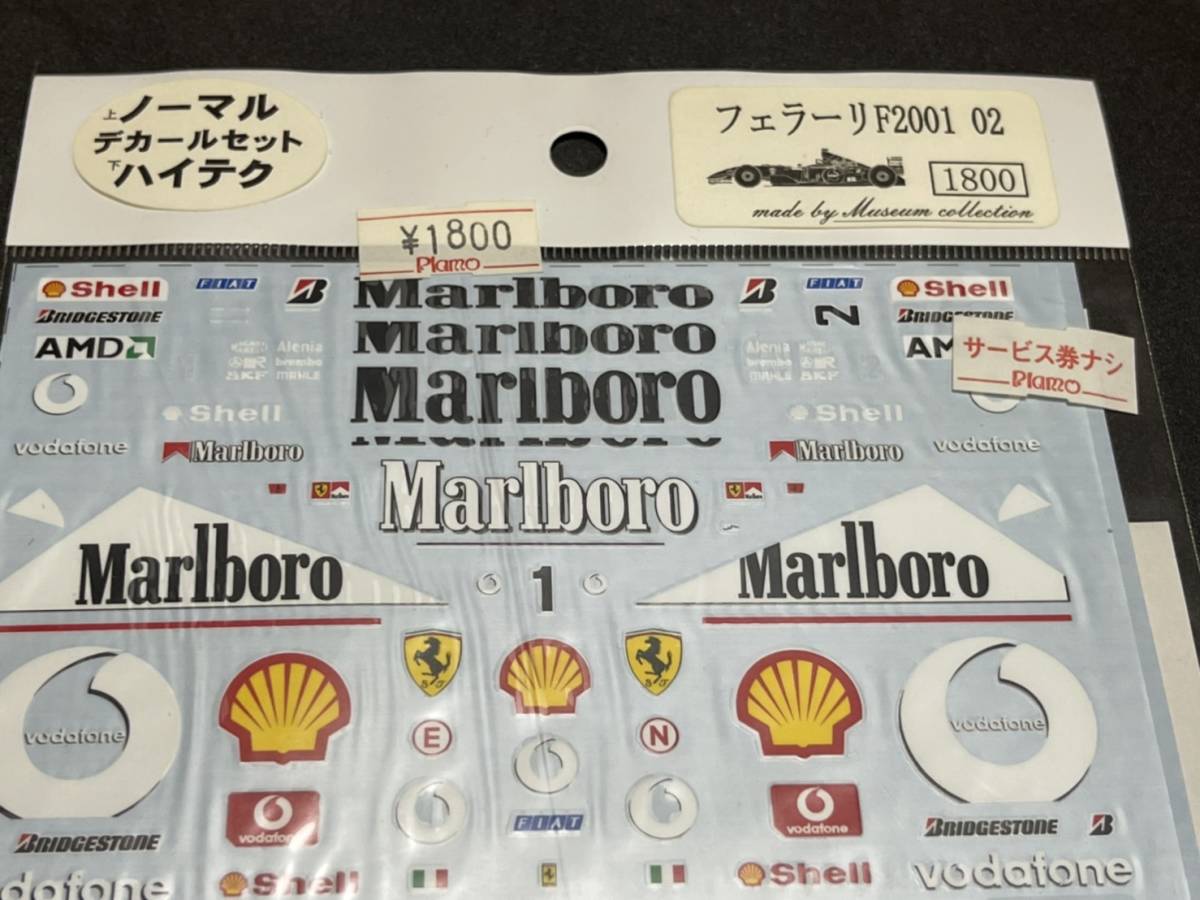 上ノーマル
デカールセット
下ハイテク
フェラーリF2001 02
1800
made by Museum collection
¥1800
Plamo
Shell
FIAT
Marlboro
FIAT
Shell
BRIDGESTONE
2
BRIDGESTONE
AMD
Marlboro
AM
サービス券ナシ
Plamo
Alenia
brembo
SKF MAHLE
Marlboro
Alenia
brembo
MAHLE SKF
Shell
Shell
vodafone
Marlboro
Marlboro
vodafone
Marlboro
Marlboro
1
Marlboro
S F
S F
vodafone
E
N
vodafone
vodafone
FIAT
vodafone
BRIDGESTONE
BRIDGESTONE
dafone
Shell
Shell
vodafone